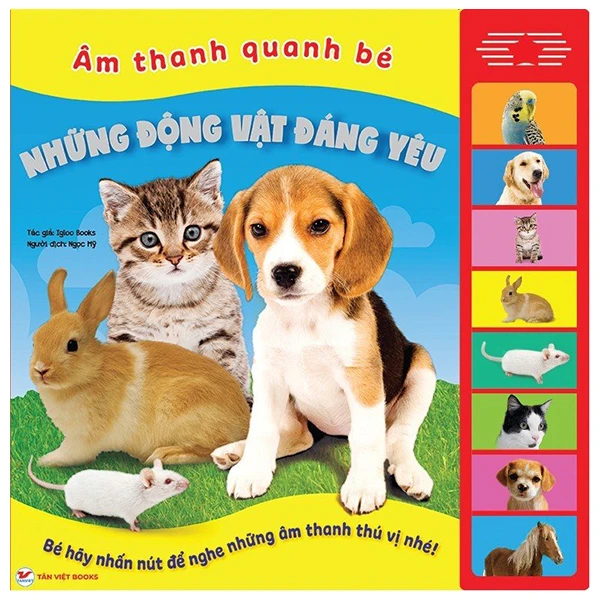 Âm thanh quanh bé
NHỮNG ĐỘNG VẬT ĐÁNG YÊU
Tác giả: Igloo Books
Người dịch: Ngọc Mỹ
Bé hãy nhấn nút để nghe những âm thanh thú vị nhé!
TÂN VIỆT BOOKS